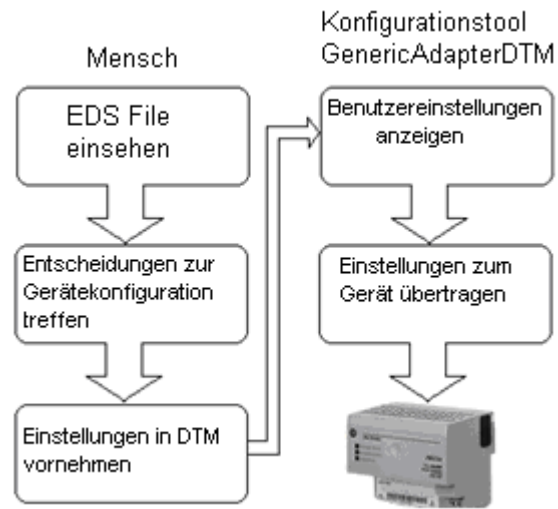 Mensch
EDS File
einsehen
Entscheidungen zur
Gerätekonfiguration
treffen
Einstellungen in DTM
vornehmen
Konfigurationstool
GenericAdapterDTM
Benutzereinstellungen
anzeigen
Einstellungen zum
Gerät übertragen